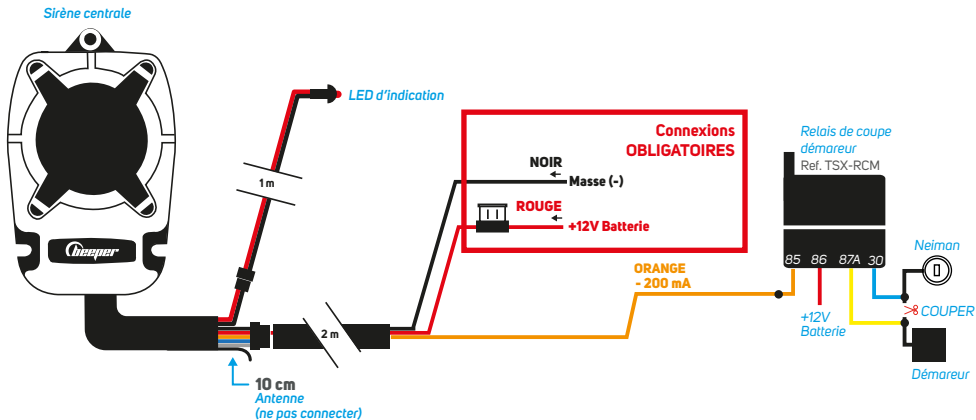 Sirène centrale
LED d'indication
1 m
beeper
2 m
10 cm
Antenne
(ne pas connecter)
Connexions
OBLIGATOIRES
NOIR
Masse (-)
ROUGE
+12V Batterie
ORANGE
- 200 mA
Relais de coupe
démareur
Ref. TSX-RCM
85 86 87A 30
+12V
Batterie
Neiman
COUPER
Démareur